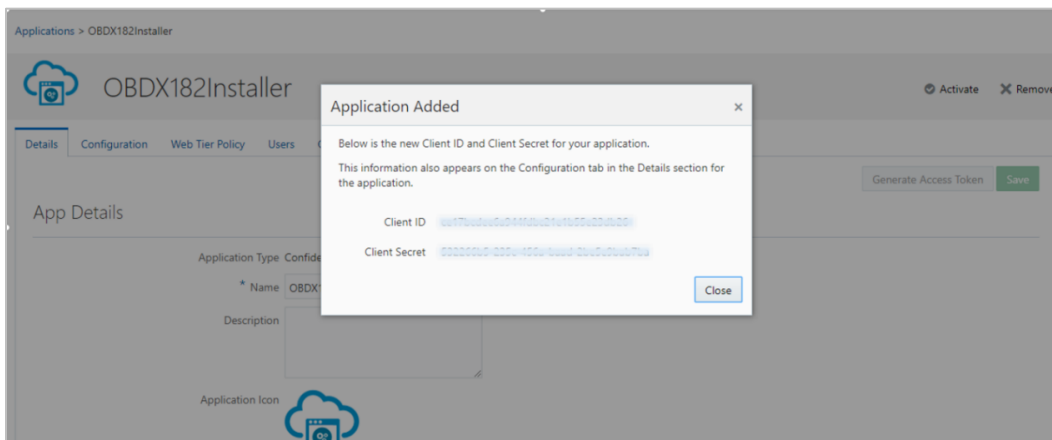 Applications > OBDX182Installer
OBDX182Installer
Activate
Remove
Details
Configuration
Web Tier Policy
Users
Application Added
×
Below is the new Client ID and Client Secret for your application.
This information also appears on the Configuration tab in the Details section for
the application.
Client ID
Client Secret
Close
Generate Access Token
Save
App Details
Application Type
* Name
Description
Application Icon